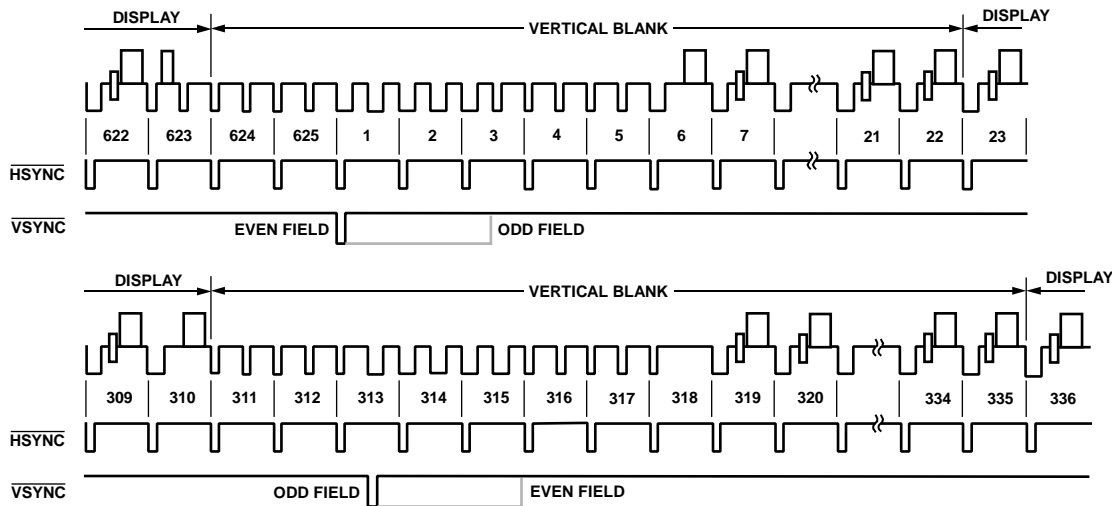 DISPLAY VERTICAL BLANK DISPLAY
622 623 624 625 1 2 3 4 5 6 7 21 22 23
HSYNC
VSYNC
EVEN FIELD ODD FIELD
DISPLAY VERTICAL BLANK DISPLAY
309 310 311 312 313 314 315 316 317 318 319 320 334 335 336
HSYNC
VSYNC
ODD FIELD EVEN FIELD